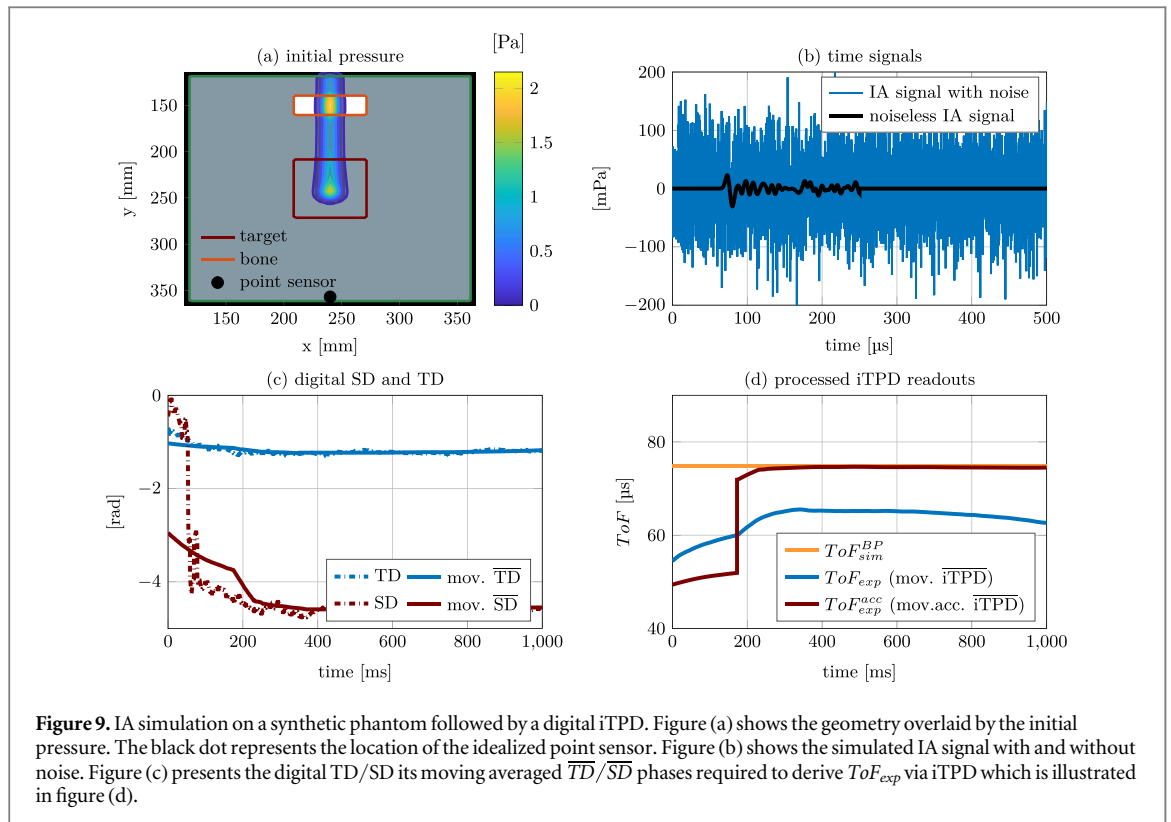 (a) initial pressure
[Pa]
2
1.5
1
0.5
0
150
200
250
300
350
y [mm]
target
bone
point sensor
150
200
250
300
350
x [mm]
(b) time signals
200
100
0
−100
−200
[mPa]
IA signal with noise
noiseless IA signal
0
100
200
300
400
500
time [µs]
(c) digital SD and TD
0
−2
−4
[rad]
TD
mov. T̅D̅
SD
mov. S̅D̅
0
200
400
600
800
1,000
time [ms]
(d) processed iTPD readouts
80
60
40
ToF [µs]
ToF_sim^BP
ToF_exp (mov. i̅T̅P̅D̅)
ToF_exp^acc (mov.acc. i̅T̅P̅D̅)
0
200
400
600
800
1,000
time [ms]
Figure 9. IA simulation on a synthetic phantom followed by a digital iTPD. Figure (a) shows the geometry overlaid by the initial
pressure. The black dot represents the location of the idealized point sensor. Figure (b) shows the simulated IA signal with and without
noise. Figure (c) presents the digital TD/SD its moving averaged T̅D̅/S̅D̅ phases required to derive ToF_exp via iTPD which is illustrated
in figure (d).